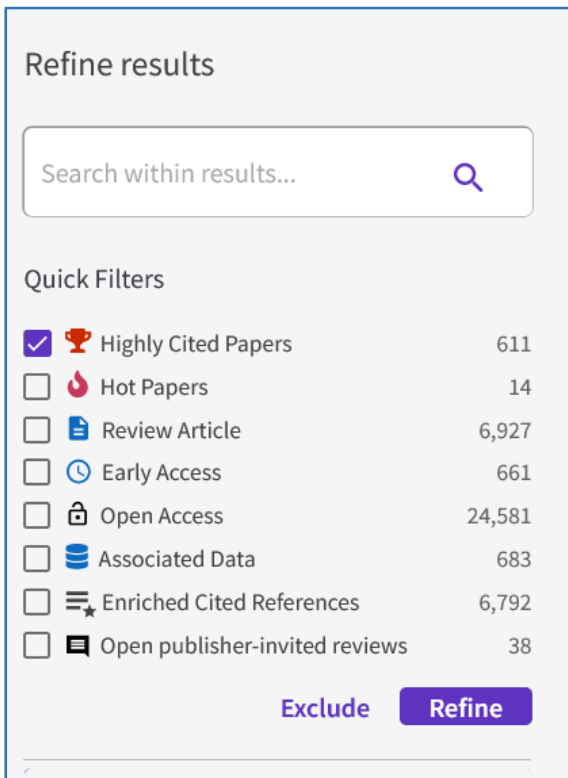 Refine results
Search within results...
Quick Filters
Highly Cited Papers 611
Hot Papers 14
Review Article 6,927
Early Access 661
Open Access 24,581
Associated Data 683
Enriched Cited References 6,792
Open publisher-invited reviews 38
Exclude Refine